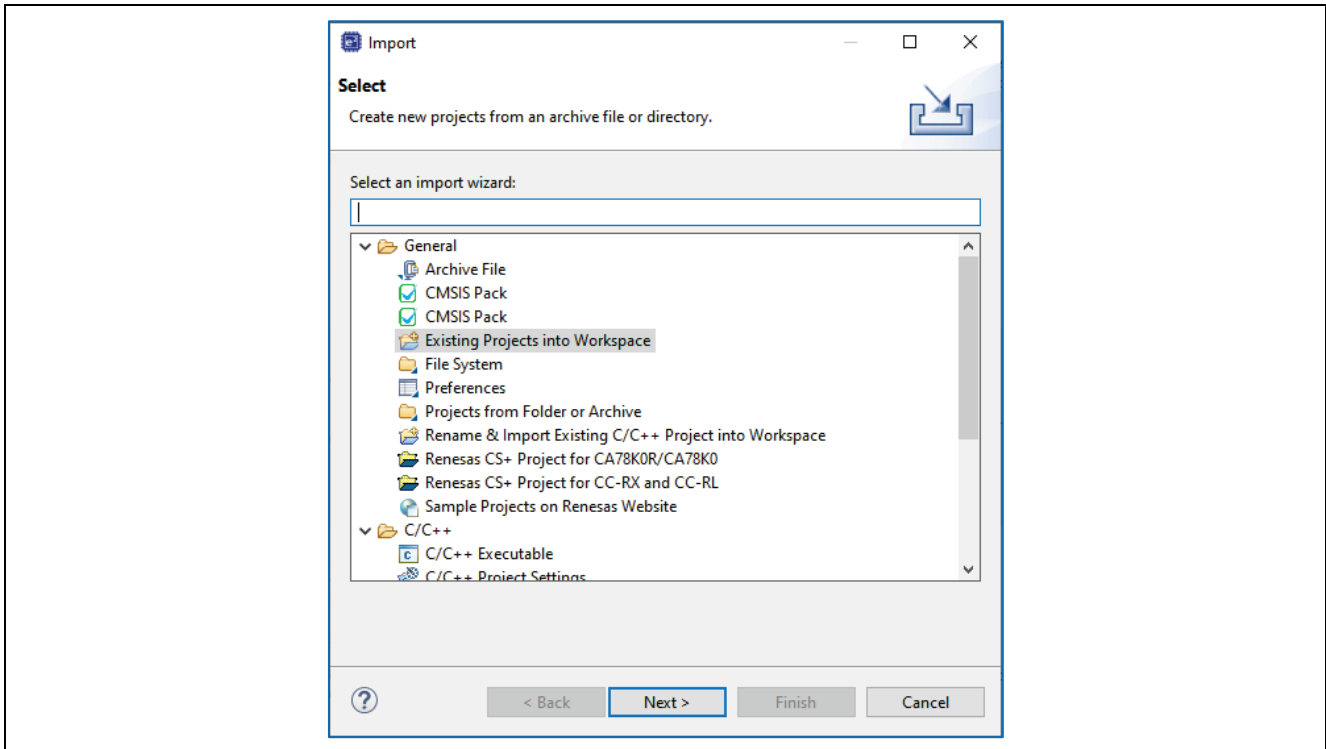 Import
Select
Create new projects from an archive file or directory.
Select an import wizard:
General
Archive File
CMSIS Pack
CMSIS Pack
Existing Projects into Workspace
File System
Preferences
Projects from Folder or Archive
Rename & Import Existing C/C++ Project into Workspace
Renesas CS+ Project for CA78K0R/CA78K0
Renesas CS+ Project for CC-RX and CC-RL
Sample Projects on Renesas Website
C/C++
C/C++ Executable
C/C++ Project Settings
? < Back Next > Finish Cancel